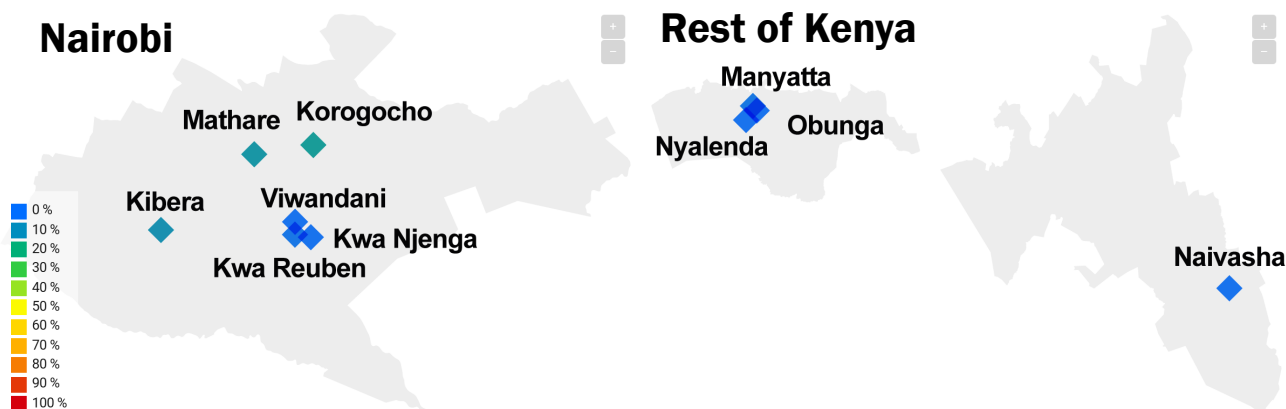 Nairobi
Rest of Kenya
+
−
+
−
Manyatta
Korogocho
Mathare
Obunga
Nyalenda
Kibera
Viwandani
Kwa Njenga
Kwa Reuben
Naivasha
0 %
10 %
20 %
30 %
40 %
50 %
60 %
70 %
80 %
90 %
100 %